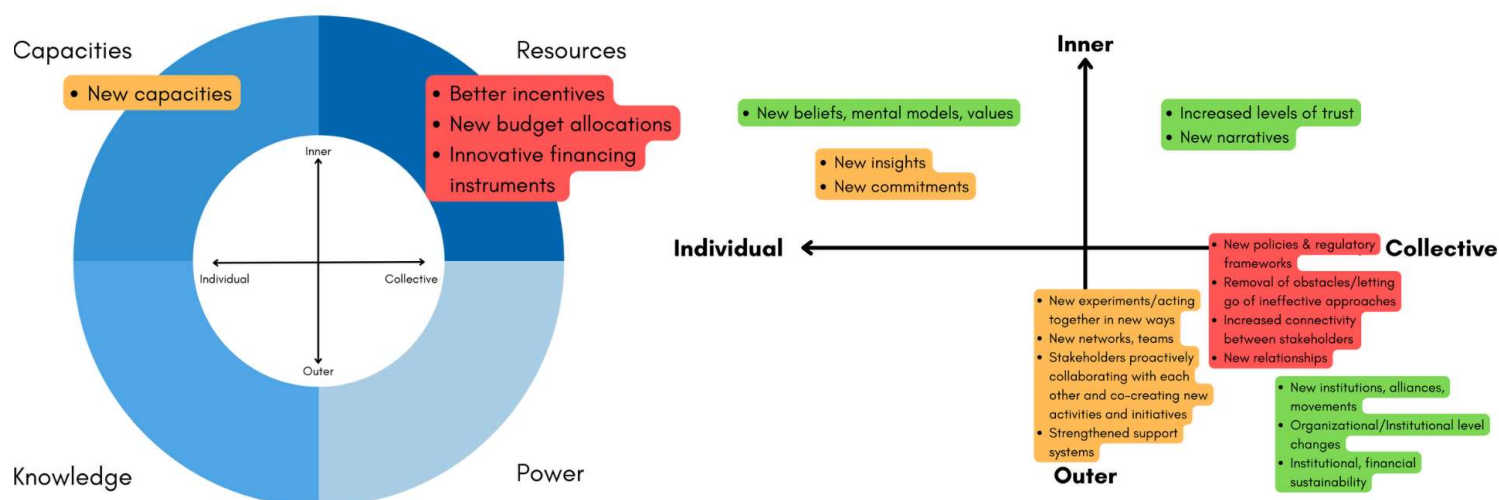 Capacities
• New capacities
Resources
• Better incentives
• New budget allocations
• Innovative financing
instruments
Inner
Individual
Collective
Outer
Knowledge
Power
Inner
• New beliefs, mental models, values
• Increased levels of trust
• New narratives
• New insights
• New commitments
Individual
Collective
• New policies & regulatory
frameworks
• Removal of obstacles/letting
go of ineffective approaches
• Increased connectivity
between stakeholders
• New relationships
• New experiments/acting
together in new ways
• New networks, teams
• Stakeholders proactively
collaborating with each
other and co-creating new
activities and initiatives
• Strengthened support
systems
Outer
• New institutions, alliances,
movements
• Organizational/Institutional level
changes
• Institutional, financial
sustainability